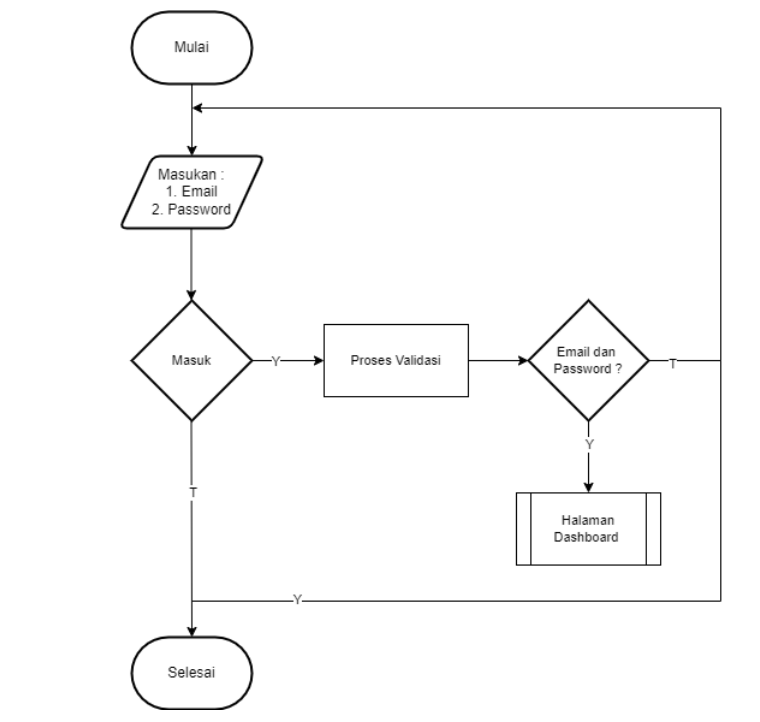 Mulai
Masukan :
1. Email
2. Password
Masuk
Y
Proses Validasi
Email dan
Password ?
T
Y
T
Halaman
Dashboard
Y
Selesai